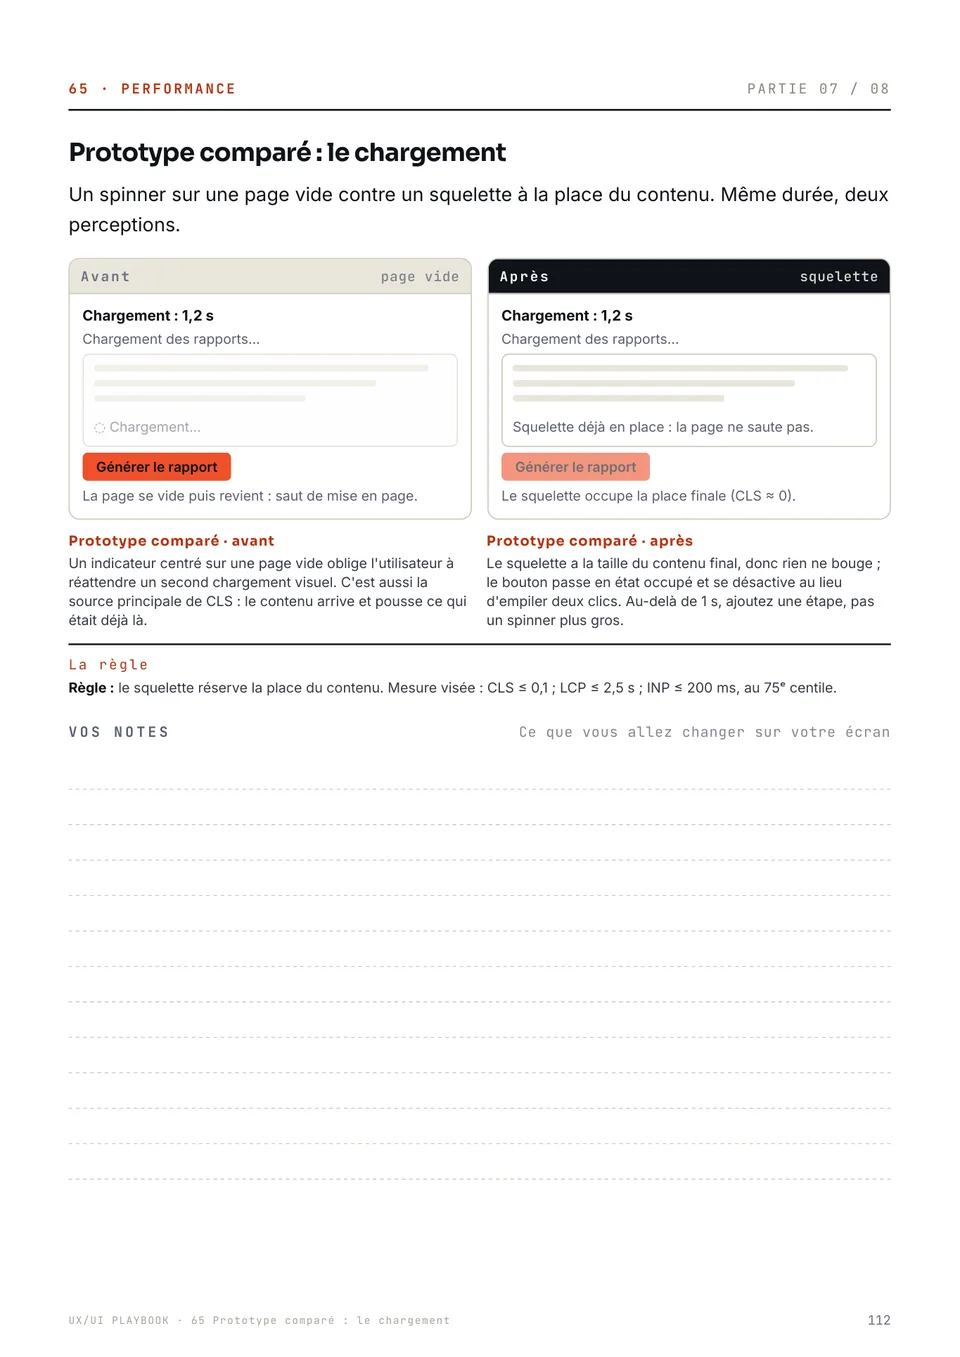 65 · PERFORMANCE
PARTIE 07 / 08
Prototype comparé : le chargement
Un spinner sur une page vide contre un squelette à la place du contenu. Même durée, deux
perceptions.
Avant
page vide
Chargement : 1,2 s
Chargement des rapports...
Chargement...
Générer le rapport
La page se vide puis revient : saut de mise en page.
Après
squelette
Chargement : 1,2 s
Chargement des rapports...
Squelette déjà en place : la page ne saute pas.
Générer le rapport
Le squelette occupe la place finale (CLS ≈ 0).
Prototype comparé · avant
Un indicateur centré sur une page vide oblige l'utilisateur à
réattendre un second chargement visuel. C'est aussi la
source principale de CLS : le contenu arrive et pousse ce qui
était déjà là.
Prototype comparé · après
Le squelette a la taille du contenu final, donc rien ne bouge ;
le bouton passe en état occupé et se désactive au lieu
d'empiler deux clics. Au-delà de 1 s, ajoutez une étape, pas
un spinner plus gros.
La règle
Règle : le squelette réserve la place du contenu. Mesure visée : CLS ≤ 0,1 ; LCP ≤ 2,5 s ; INP ≤ 200 ms, au 75ᵉ centile.
VOS NOTES
Ce que vous allez changer sur votre écran
UX/UI PLAYBOOK · 65 Prototype comparé : le chargement
112